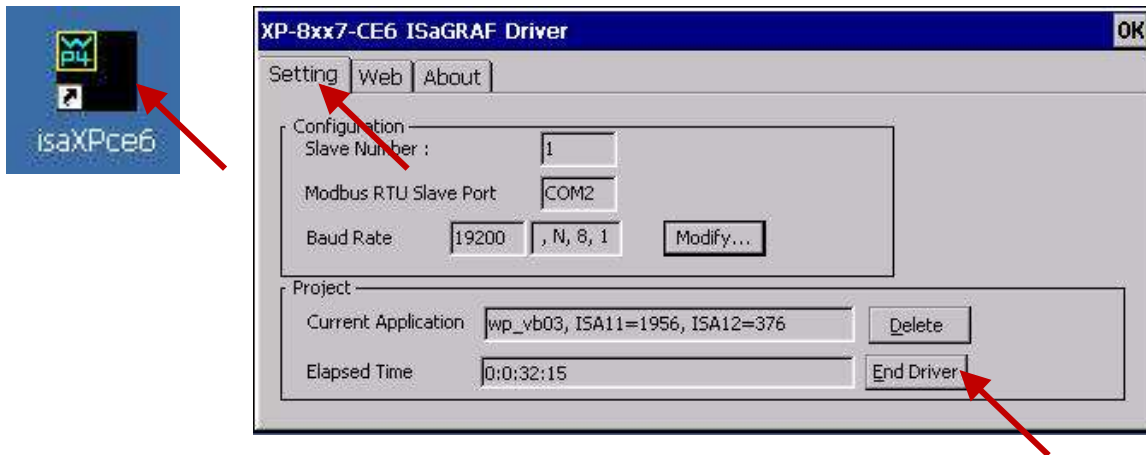 WP4
isaXPce6
XP-8xx7-CE6 ISaGRAF Driver OK
Setting Web About
Configuration
Slave Number : 1
Modbus RTU Slave Port COM2
Baud Rate 19200 , N, 8, 1 Modify...
Project
Current Application wp_vb03, ISA11=1956, ISA12=376 Delete
Elapsed Time 0:0:32:15 End Driver